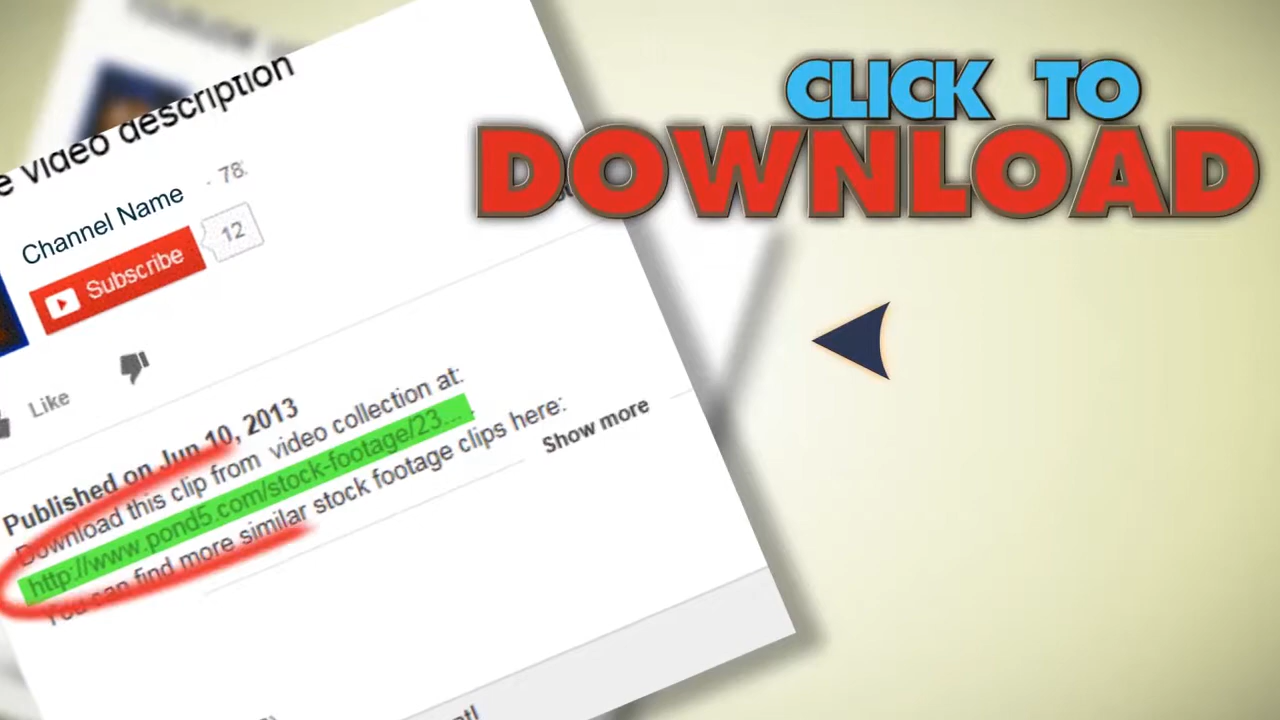 e video description
Channel Name
· 78
Subscribe
12
Like
CLICK TO
DOWNLOAD
Published on Jun 10, 2013
Download this clip from video collection at:
http://www.pond5.com/stock-footage/23...
You can find more similar stock footage clips here:
Show more